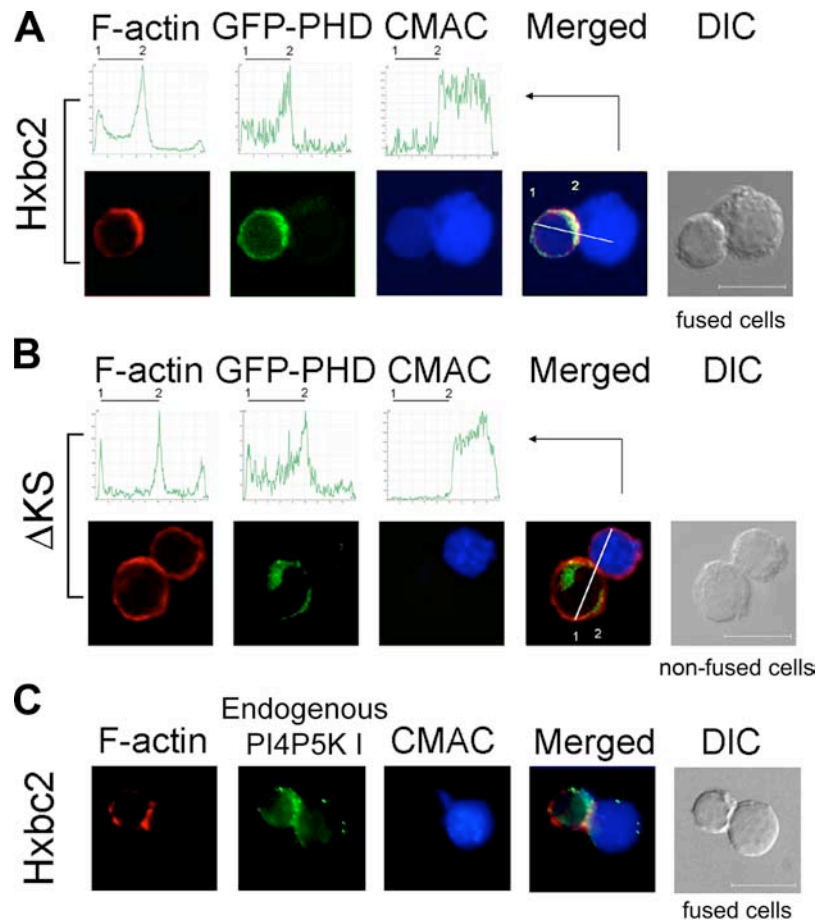 A
F-actin GFP-PHD CMAC Merged DIC
1 2 1 2 1 2
Hxbc2
1 2
fused cells
B
F-actin GFP-PHD CMAC Merged DIC
1 2 1 2 1 2
ΔKS
1 2
non-fused cells
C
Endogenous
F-actin PI4P5K I CMAC Merged DIC
Hxbc2
fused cells